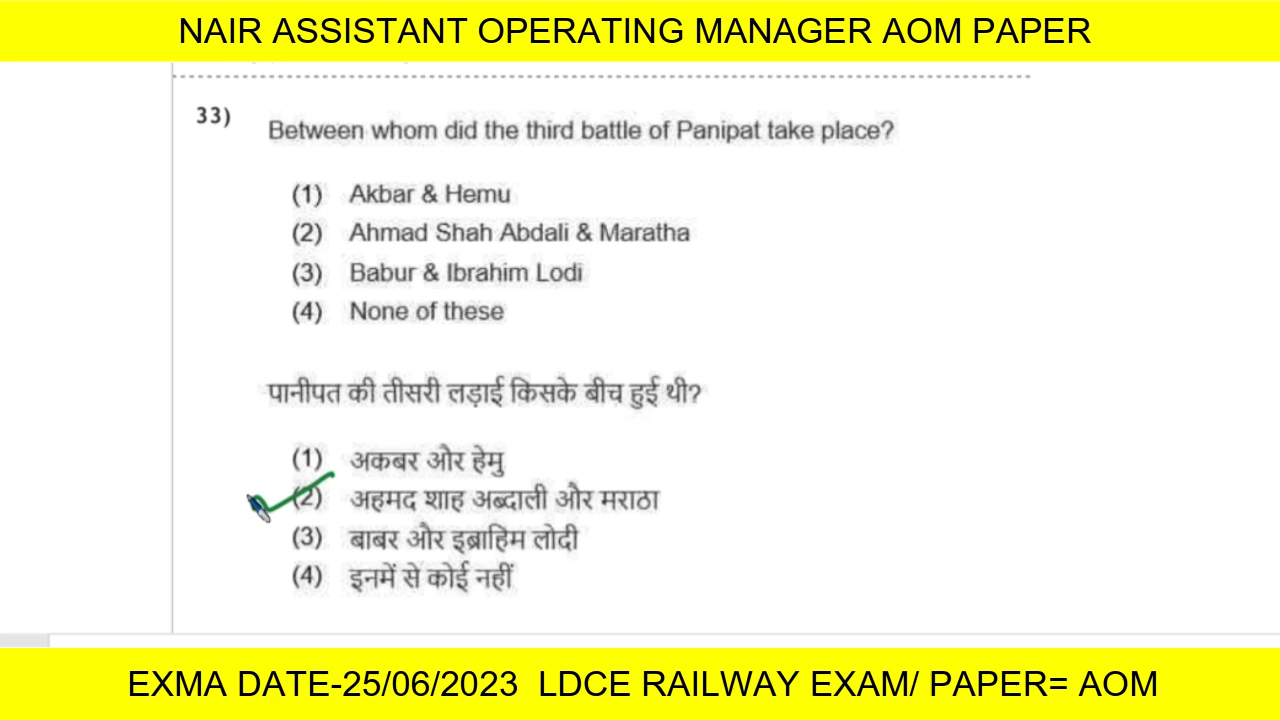 NAIR ASSISTANT OPERATING MANAGER AOM PAPER
33)
Between whom did the third battle of Panipat take place?
(1) Akbar & Hemu
(2) Ahmad Shah Abdali & Maratha
(3) Babur & Ibrahim Lodi
(4) None of these
पानीपत की तीसरी लड़ाई किसके बीच हुई थी?
(1) अकबर और हेमु
(2) अहमद शाह अब्दाली और मराठा
(3) बाबर और इब्राहिम लोदी
(4) इनमें से कोई नहीं
EXMA DATE-25/06/2023 LDCE RAILWAY EXAM/ PAPER= AOM